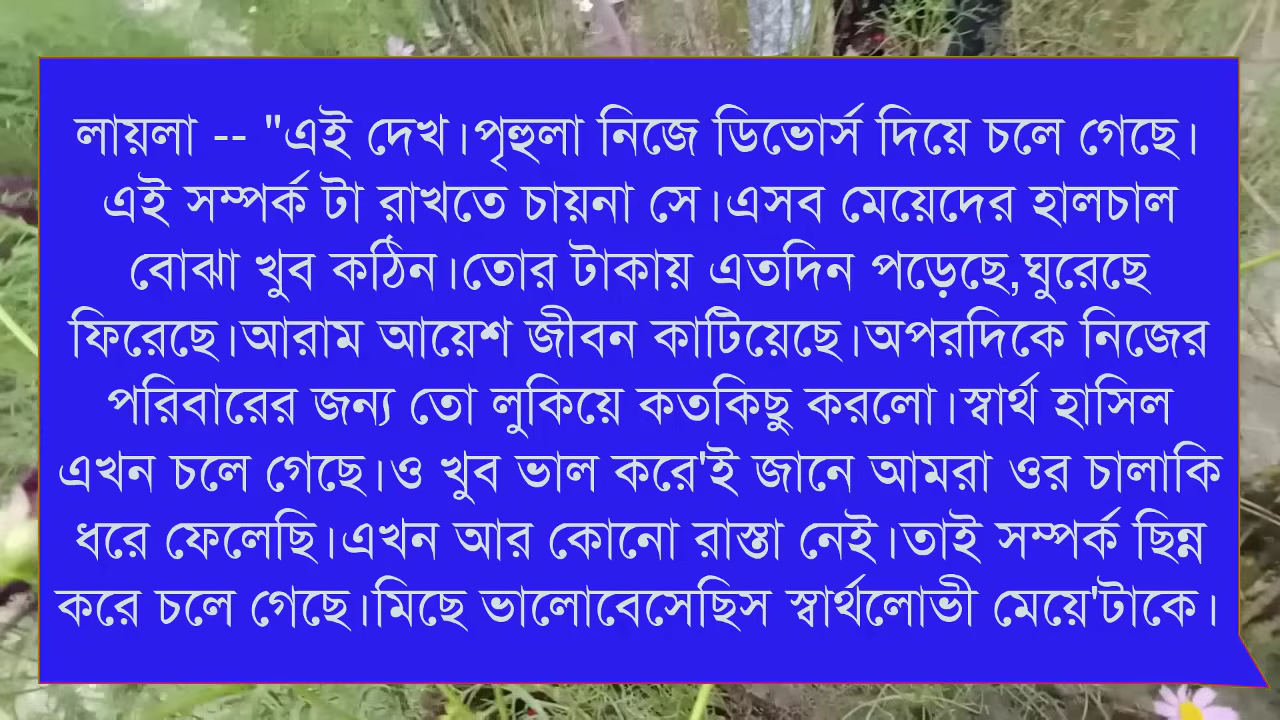 লায়লা -- "এই দেখ।পৃহুলা নিজে ডিভোর্স দিয়ে চলে গেছে।
এই সম্পর্ক টা রাখতে চায়না সে।এসব মেয়েদের হালচাল
বোঝা খুব কঠিন।তোর টাকায় এতদিন পড়েছে,ঘুরেছে
ফিরেছে।আরাম আয়েশ জীবন কাটিয়েছে।অপরদিকে নিজের
পরিবারের জন্য তো লুকিয়ে কতকিছু করলো।স্বার্থ হাসিল
এখন চলে গেছে।ও খুব ভাল করে'ই জানে আমরা ওর চালাকি
ধরে ফেলেছি।এখন আর কোনো রাস্তা নেই।তাই সম্পর্ক ছিন্ন
করে চলে গেছে।মিছে ভালোবেসেছিস স্বার্থলোভী মেয়ে'টাকে।